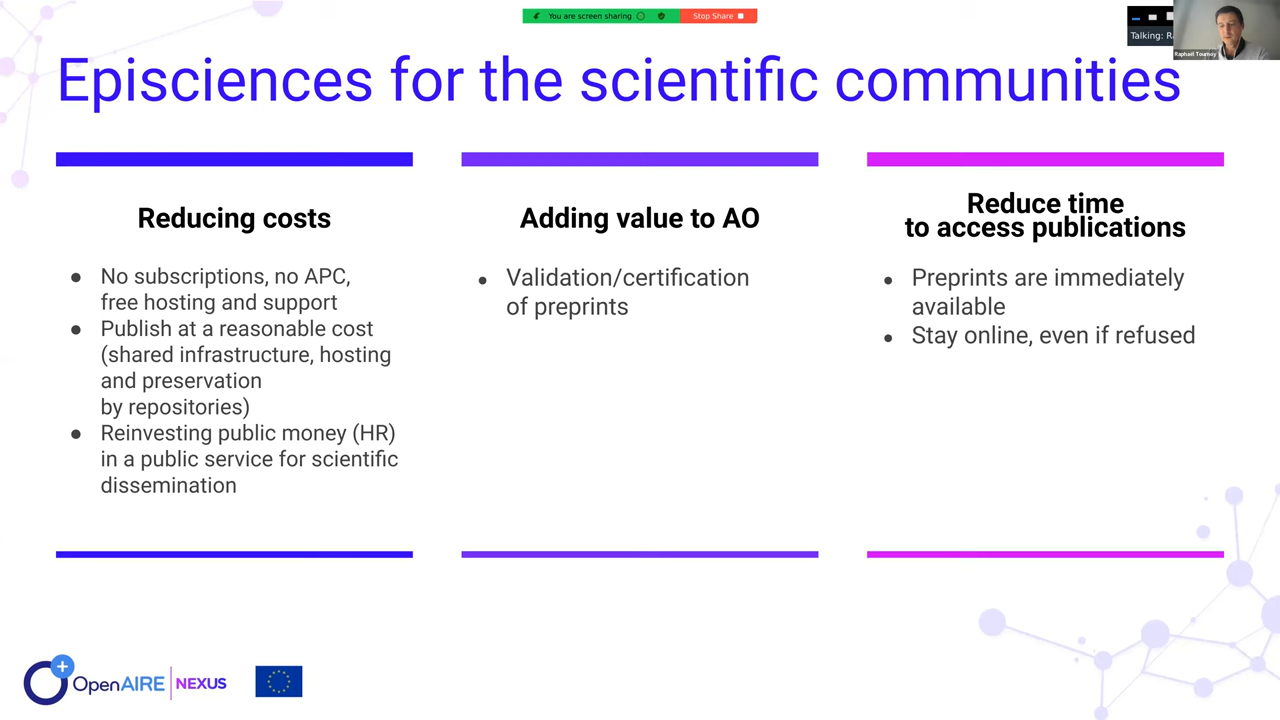 You are screen sharing
Stop Share
Talking:
Raphaël Tournoy
Episciences for the scientific communities
Reducing costs
● No subscriptions, no APC,
free hosting and support
● Publish at a reasonable cost
(shared infrastructure, hosting
and preservation
by repositories)
● Reinvesting public money (HR)
in a public service for scientific
dissemination
Adding value to AO
● Validation/certification
of preprints
Reduce time
to access publications
● Preprints are immediately
available
● Stay online, even if refused
OpenAIRE NEXUS